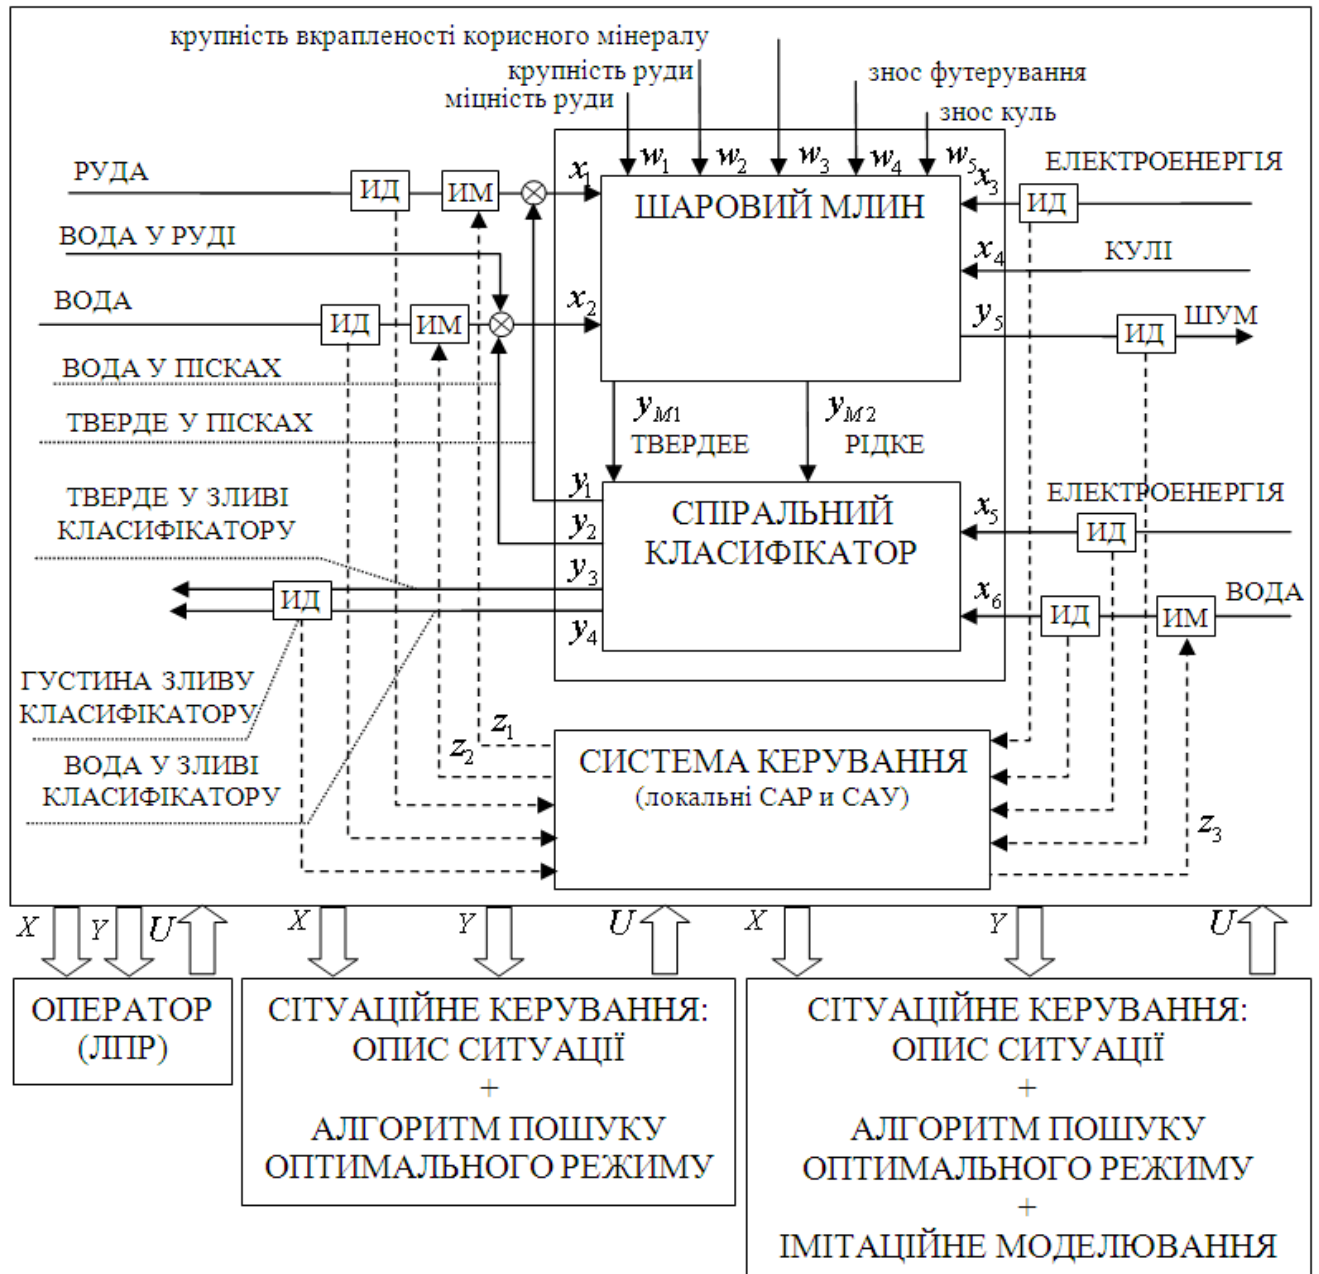 крупність вкрапленості корисного мінералу
крупність руди
міцність руди
знос футерування
знос куль
w1 w2 w3 w4 w5
РУДА
ИД
ИМ
x1
ШАРОВИЙ МЛИН
x3
ИД
ЕЛЕКТРОЕНЕРГІЯ
ВОДА У РУДІ
x4
КУЛІ
ВОДА
ИД
ИМ
x2
y5
ИД
ШУМ
ВОДА У ПІСКАХ
ТВЕРДЕ У ПІСКАХ
yM1
ТВЕРДЕЕ
yM2
РІДКЕ
ТВЕРДЕ У ЗЛИВІ
КЛАСИФІКАТОРУ
y1
y2
y3
y4
СПІРАЛЬНИЙ
КЛАСИФІКАТОР
x5
ИД
ЕЛЕКТРОЕНЕРГІЯ
x6
ИД
ИМ
ВОДА
ИД
ГУСТИНА ЗЛИВУ
КЛАСИФІКАТОРУ
ВОДА У ЗЛИВІ
КЛАСИФІКАТОРУ
z1
z2
СИСТЕМА КЕРУВАННЯ
(локальні САР и САУ)
z3
X Y U
X Y U
X Y U
ОПЕРАТОР
(ЛПР)
СІТУАЦІЙНЕ КЕРУВАННЯ:
ОПИС СИТУАЦІЇ
+
АЛГОРИТМ ПОШУКУ
ОПТИМАЛЬНОГО РЕЖИМУ
СІТУАЦІЙНЕ КЕРУВАННЯ:
ОПИС СИТУАЦІЇ
+
АЛГОРИТМ ПОШУКУ
ОПТИМАЛЬНОГО РЕЖИМУ
+
ІМІТАЦІЙНЕ МОДЕЛЮВАННЯ